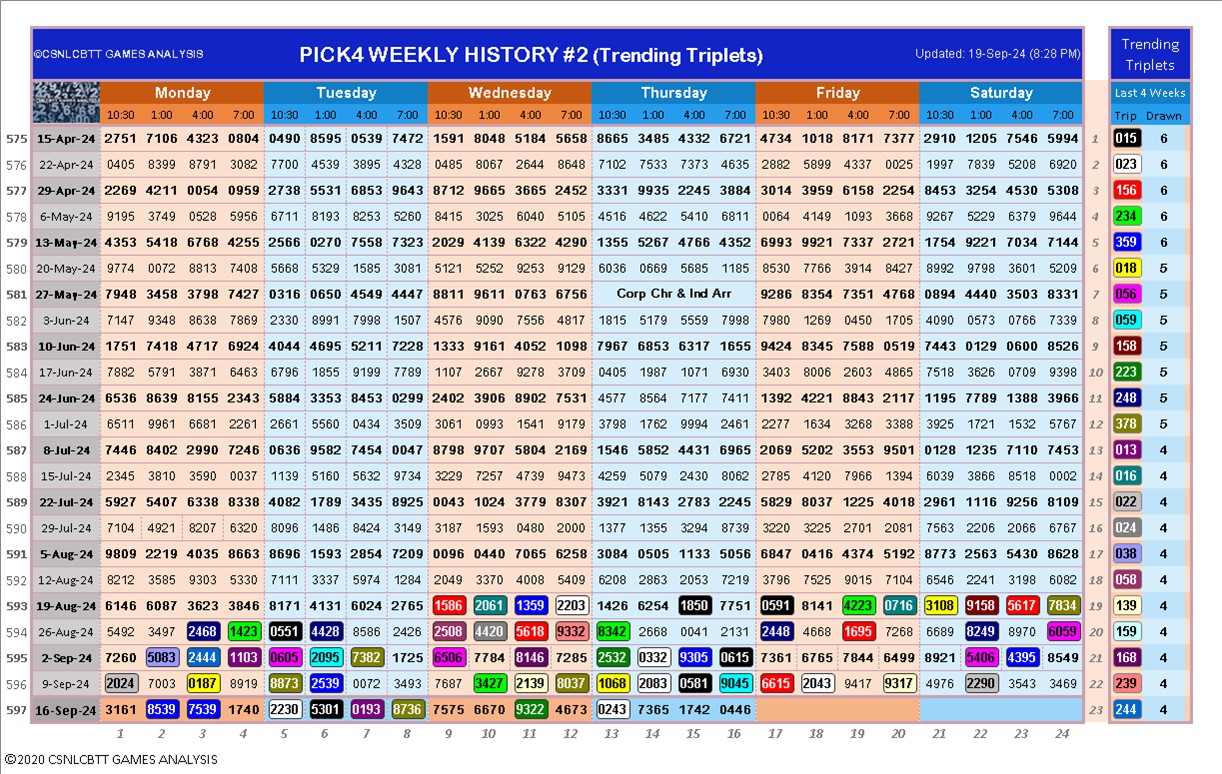 ©CSNLCBTT GAMES ANALYSIS PICK4 WEEKLY HISTORY #2 (Trending Triplets) Updated: 19-Sep-24 (8:28 PM) Trending Triplets
Monday Tuesday Wednesday Thursday Friday Saturday Last 4 Weeks
10:30 1:00 4:00 7:00 10:30 1:00 4:00 7:00 10:30 1:00 4:00 7:00 10:30 1:00 4:00 7:00 10:30 1:00 4:00 7:00 10:30 1:00 4:00 7:00 Trip Drawn
575 15-Apr-24 2751 7106 4323 0804 0490 8595 0539 7472 1591 8048 5184 5658 8665 3485 4332 6721 4734 1018 8171 7377 2910 1205 7546 5994 1 015 6
576 22-Apr-24 0405 8399 8791 3082 7700 4539 3895 4328 0485 8067 2644 8648 7102 7533 7373 4635 2882 5899 4337 0025 1997 7839 5208 6920 2 023 6
577 29-Apr-24 2269 4211 0054 0959 2738 5531 6853 9643 8712 9665 3665 2452 3331 9935 2245 3884 3014 3959 6158 2254 8453 3254 4530 5308 3 156 6
578 6-May-24 9195 3749 0528 5956 6711 8193 8253 5260 8415 3025 6040 5105 4516 4622 5410 6811 0064 4149 1093 3668 9267 5229 6379 9644 4 234 6
579 13-May-24 4353 5418 6768 4255 2566 0270 7558 7323 2029 4139 6322 4290 1355 5267 4766 4352 6993 9921 7337 2721 1754 9221 7034 7144 5 359 6
580 20-May-24 9774 0072 8813 7408 5668 5329 1585 3081 5121 5252 9253 9129 6036 0669 5685 1185 8530 7766 3914 8427 8992 9798 3601 5209 6 018 5
581 27-May-24 7948 3458 3798 7427 0316 0650 4549 4447 8811 9611 0763 6756 Corp Chr & Ind Arr 9286 8354 7351 4768 0894 4440 3503 8331 7 056 5
582 3-Jun-24 7147 9348 8638 7869 2330 8991 7998 1507 4576 9090 7556 4817 1815 5179 5559 7998 7980 1269 0450 1705 4090 0573 0766 7339 8 059 5
583 10-Jun-24 1751 7418 4717 6924 4044 4695 5211 7228 1333 9161 4052 1098 7967 6853 6317 1655 9424 8345 7588 0519 7443 0129 0600 8526 9 158 5
584 17-Jun-24 7882 5791 3871 6463 6796 1855 9199 7789 1107 2667 9278 3709 0405 1987 1071 6930 3403 8006 2603 4865 7518 3626 0709 9398 10 223 5
585 24-Jun-24 6536 8639 8155 2343 5884 3353 8453 0299 2402 3906 8902 7531 4577 8564 7177 7411 1392 4221 8843 2117 1195 7789 1388 3966 11 248 5
586 1-Jul-24 6511 9961 6681 2261 2661 5560 0434 3509 3061 0993 1541 9179 3798 1762 9994 2461 2277 1634 3268 3388 3925 1721 1532 5767 12 378 5
587 8-Jul-24 7446 8402 2990 7246 0636 9582 7454 0047 8798 9707 5804 2169 1546 5852 4431 6965 2069 5202 3553 9501 0128 1235 7110 7453 13 013 4
588 15-Jul-24 2345 3810 3590 0037 1139 5160 5632 9734 3229 7257 4739 9473 4259 5079 2433 8062 2785 4120 7966 1394 6039 3866 8518 0002 14 016 4
589 22-Jul-24 5927 5407 6338 8338 4082 1789 3435 8925 0043 1024 3779 8307 3921 8143 2783 2245 5829 8037 1225 4018 2961 1116 9256 8109 15 022 4
590 29-Jul-24 7104 4921 8207 6320 8096 1486 8424 3149 3187 1593 0480 2000 1377 1355 3294 8739 3220 3225 2701 2081 7563 2206 2066 6767 16 024 4
591 5-Aug-24 9809 2219 4035 8663 8696 1593 2854 7209 0096 0440 7065 6258 3084 0505 1133 5056 6847 0416 4374 5192 8773 2563 5430 8628 17 038 4
592 12-Aug-24 8212 3585 9303 5330 7111 3337 5974 1284 2049 3370 4008 5409 6208 2863 2053 7219 3796 7525 9015 7104 6546 2241 3198 6082 18 058 4
593 19-Aug-24 6146 6087 3623 3846 8171 4131 6024 2765 1586 2061 1359 2203 1426 6254 1850 7751 0591 8141 4223 0716 3108 9158 5617 7834 19 139 4
594 26-Aug-24 5492 3497 2468 1423 0551 4428 8596 2426 2508 4420 5618 9332 8342 2668 0041 2131 2448 4668 1695 7268 6689 8249 8970 6059 20 159 4
595 2-Sep-24 7260 5083 2444 1103 0605 2095 7382 1725 6506 7784 8146 7285 2532 0332 9305 0615 7361 6765 7844 6499 8921 5406 4395 8549 21 168 4
596 9-Sep-24 2024 7003 0187 8919 8873 2539 0072 3493 7687 3427 2139 8037 1068 2083 0581 9045 6615 2043 9417 9317 4976 2290 3543 3469 22 239 4
597 16-Sep-24 3161 8539 7539 1740 2230 5301 0193 8736 7575 6670 9322 4673 0243 7365 1742 0446 23 244 4
1 2 3 4 5 6 7 8 9 10 11 12 13 14 15 16 17 18 19 20 21 22 23 24
©2020 CSNLCBTT GAMES ANALYSIS